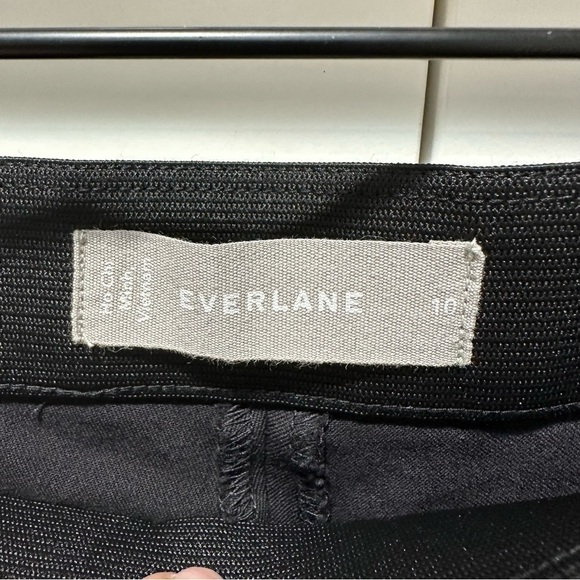 Ho Chi
Minh,
Vietnam
EVERLANE
10